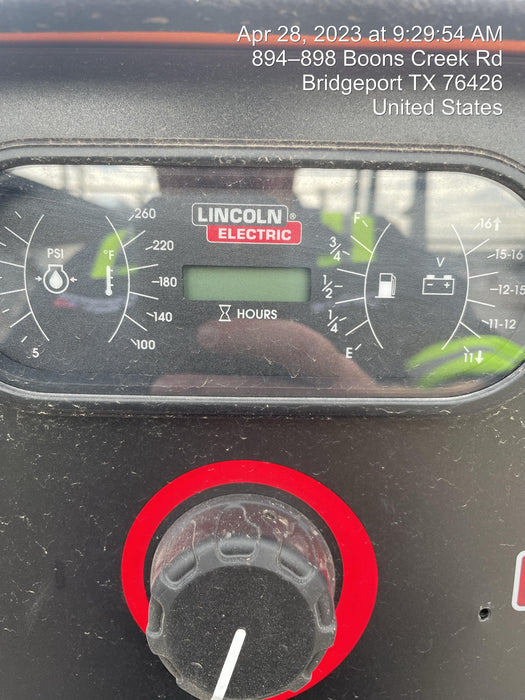 Apr 28, 2023 at 9:29:54 AM
894–898 Boons Creek Rd
Bridgeport TX 76426
United States
LINCOLN®
ELECTRIC
HOURS
PSI
5
°F
260
220
180
140
100
F
3/4
1/2
1/4
E
V
16↑
15-16
12-15
11-12
11↓